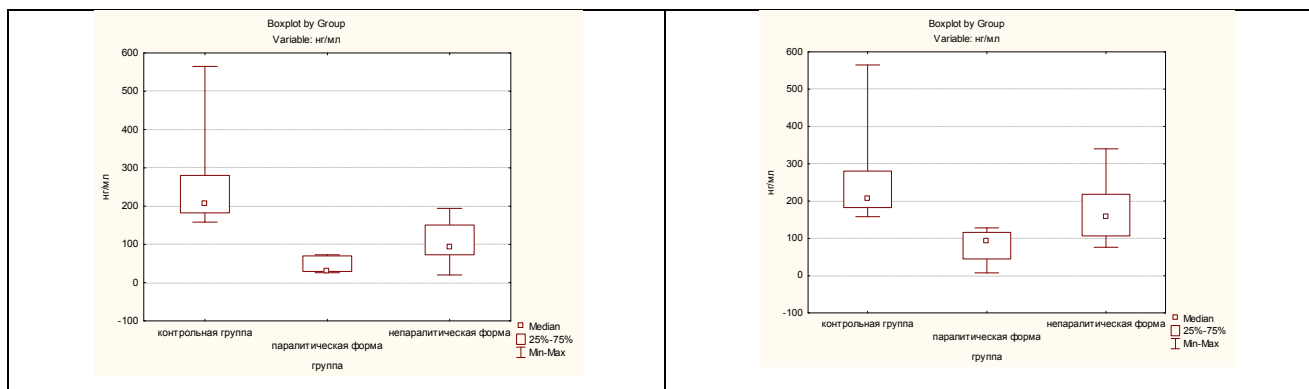 Boxplot by Group
Variable: нг/мл
600
500
400
300
200
100
0
-100
нг/мл
контрольная группа
паралитическая форма
непаралитическая форма
группа
Median
25%-75%
Min-Max
Boxplot by Group
Variable: нг/мл
600
500
400
300
200
100
0
-100
нг/мл
контрольная группа
паралитическая форма
непаралитическая форма
группа
Median
25%-75%
Min-Max